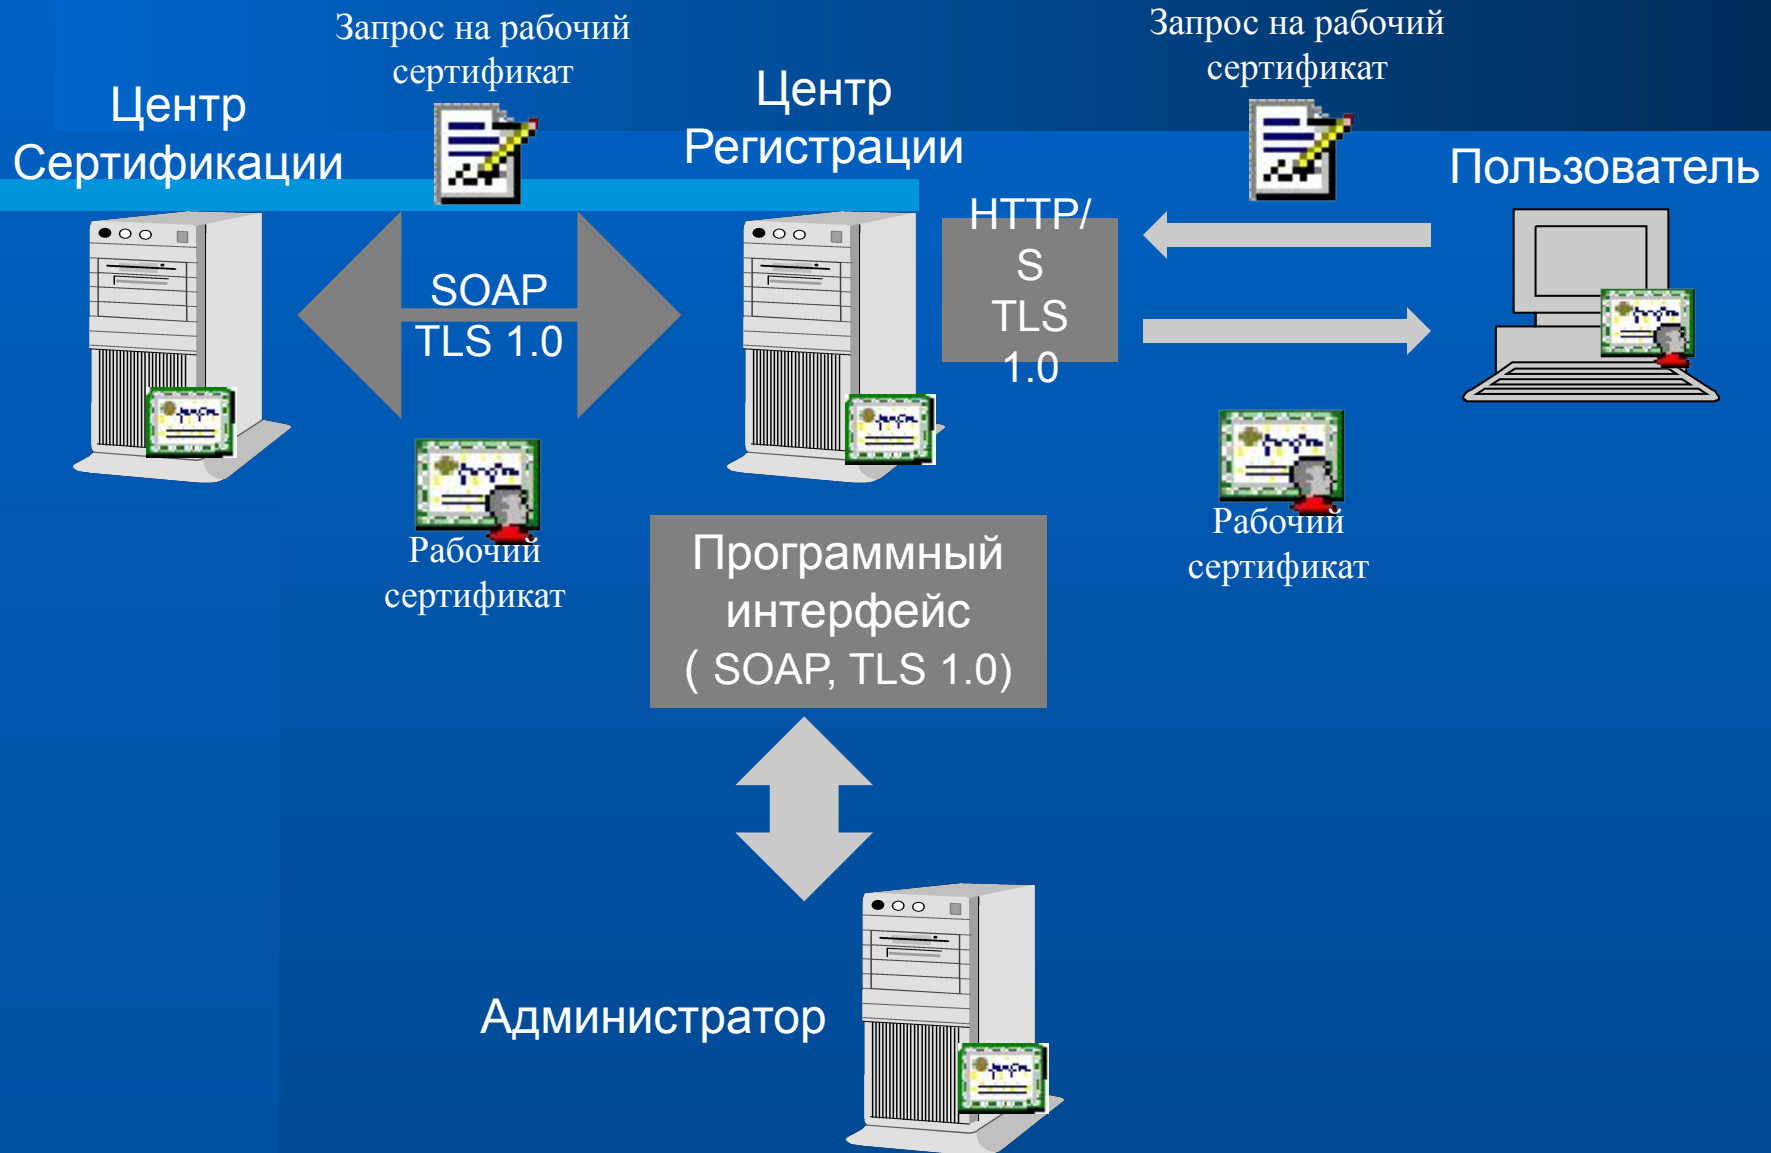 Запрос на рабочий
сертификат
Запрос на рабочий
сертификат
Центр
Сертификации
Центр
Регистрации
Пользователь
SOAP
TLS 1.0
HTTP/
S
TLS
1.0
Рабочий
сертификат
Рабочий
сертификат
Программный
интерфейс
( SOAP, TLS 1.0)
Администратор